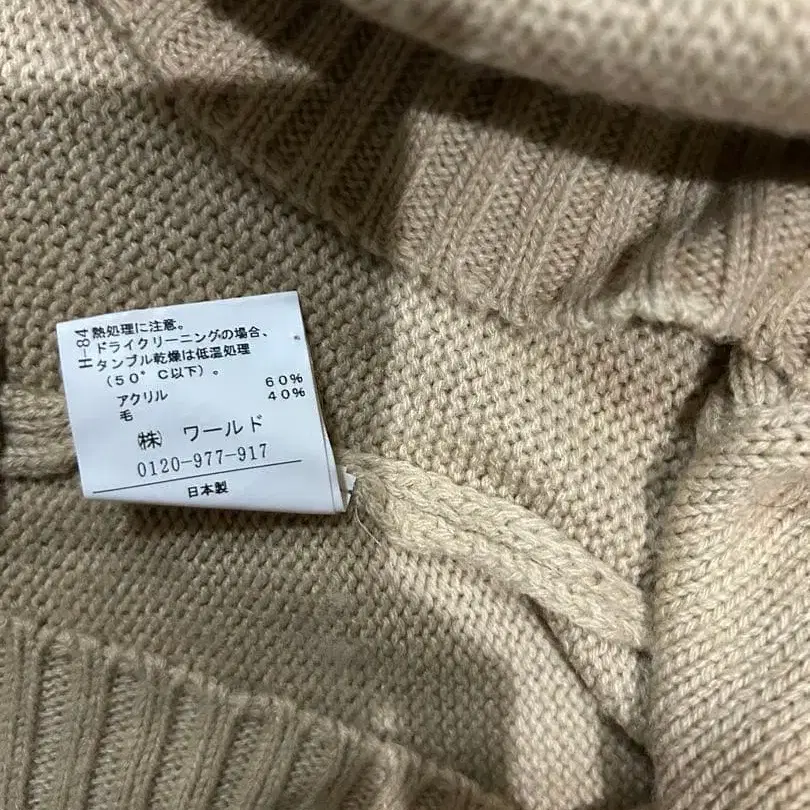 H-84
熱処理に注意。
ドライクリーニングの場合、
タンブル乾燥は低温処理
（50°C以下）。
アクリル 60%
毛 40%
㈱ ワールド
0120-977-917
日本製